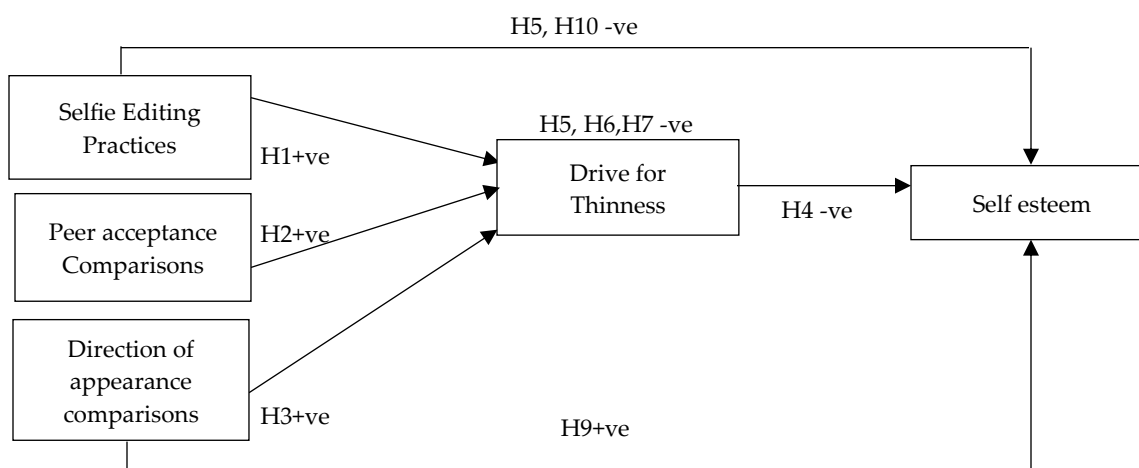 H5, H10 -ve
Selfie Editing
Practices
H1+ve
H5, H6,H7 -ve
Drive for
Thinness
H4 -ve
Self esteem
Peer acceptance
Comparisons
H2+ve
Direction of
appearance
comparisons
H3+ve
H9+ve